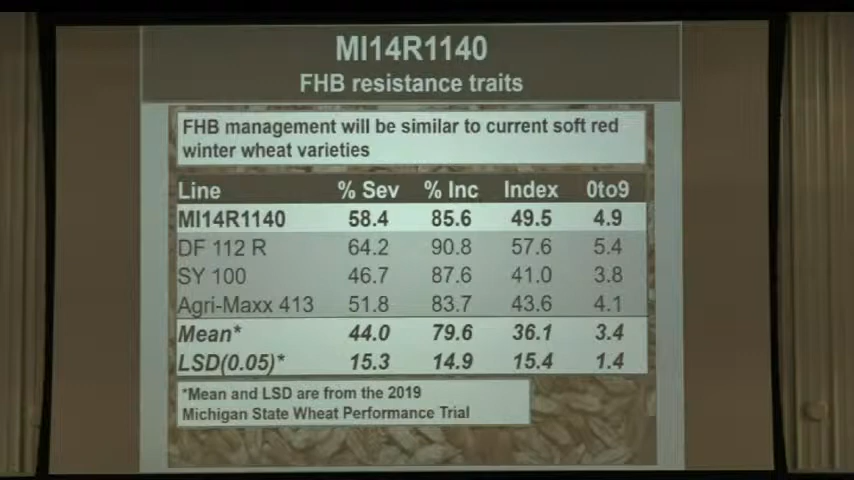 MI14R1140
FHB resistance traits
FHB management will be similar to current soft red
winter wheat varieties
Line % Sev % Inc Index 0to9
MI14R1140 58.4 85.6 49.5 4.9
DF 112 R 64.2 90.8 57.6 5.4
SY 100 46.7 87.6 41.0 3.8
Agri-Maxx 413 51.8 83.7 43.6 4.1
Mean* 44.0 79.6 36.1 3.4
LSD(0.05)* 15.3 14.9 15.4 1.4
*Mean and LSD are from the 2019
Michigan State Wheat Performance Trial